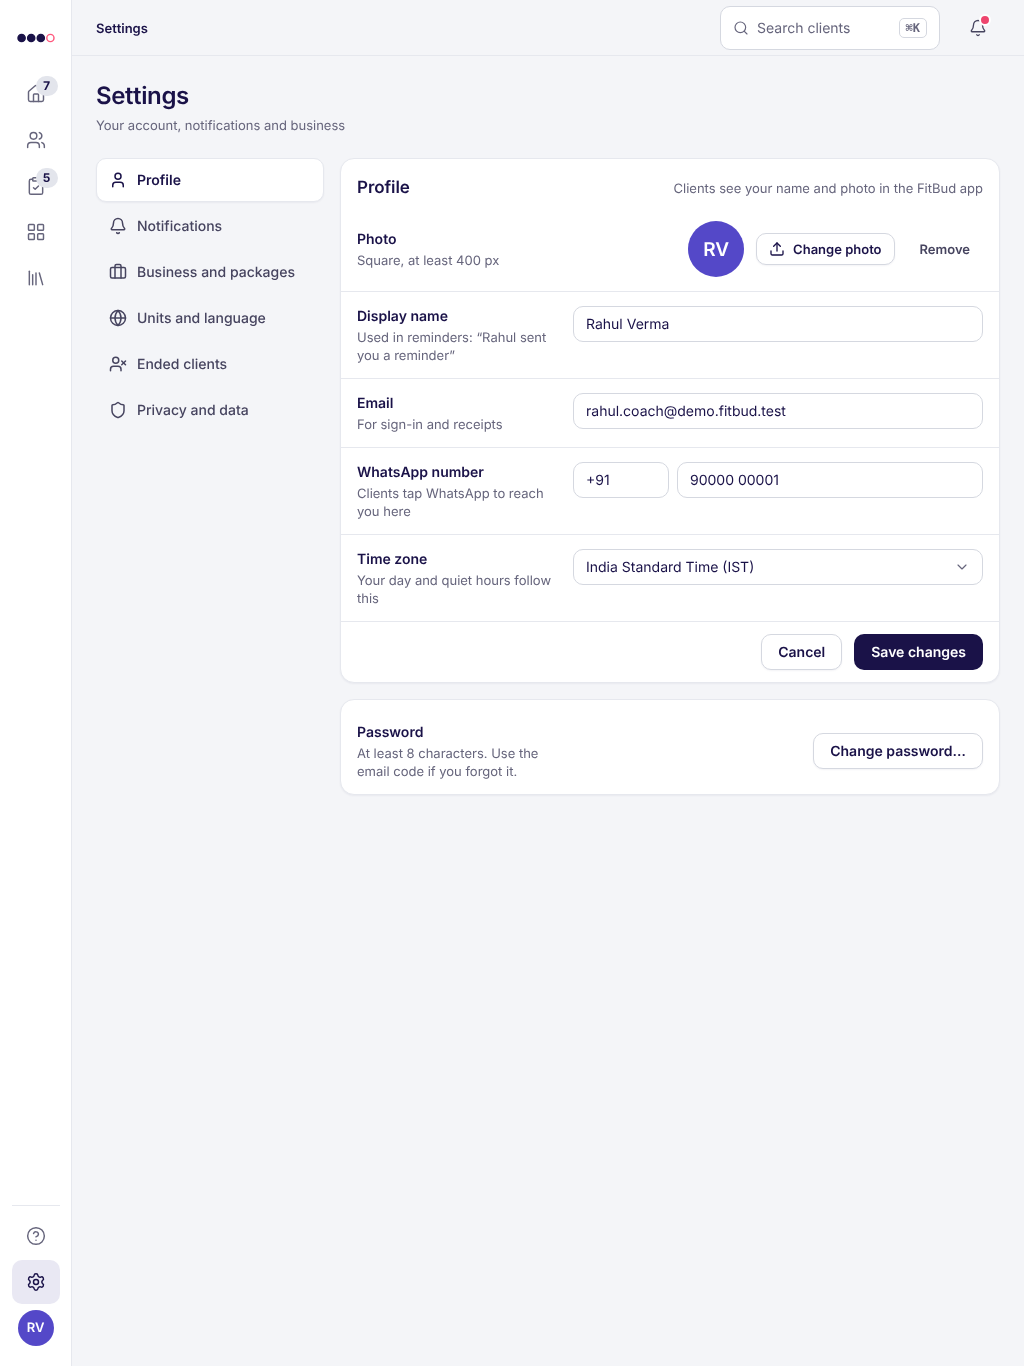 Settings
Search clients
⌘K
7
5
Settings
Your account, notifications and business
Profile
Notifications
Business and packages
Units and language
Ended clients
Privacy and data
Profile
Clients see your name and photo in the FitBud app
Photo
Square, at least 400 px
RV
Change photo
Remove
Display name
Used in reminders: “Rahul sent
you a reminder”
Rahul Verma
Email
For sign-in and receipts
rahul.coach@demo.fitbud.test
WhatsApp number
Clients tap WhatsApp to reach
you here
+91
90000 00001
Time zone
Your day and quiet hours follow
this
India Standard Time (IST)
Cancel
Save changes
Password
At least 8 characters. Use the
email code if you forgot it.
Change password...
RV